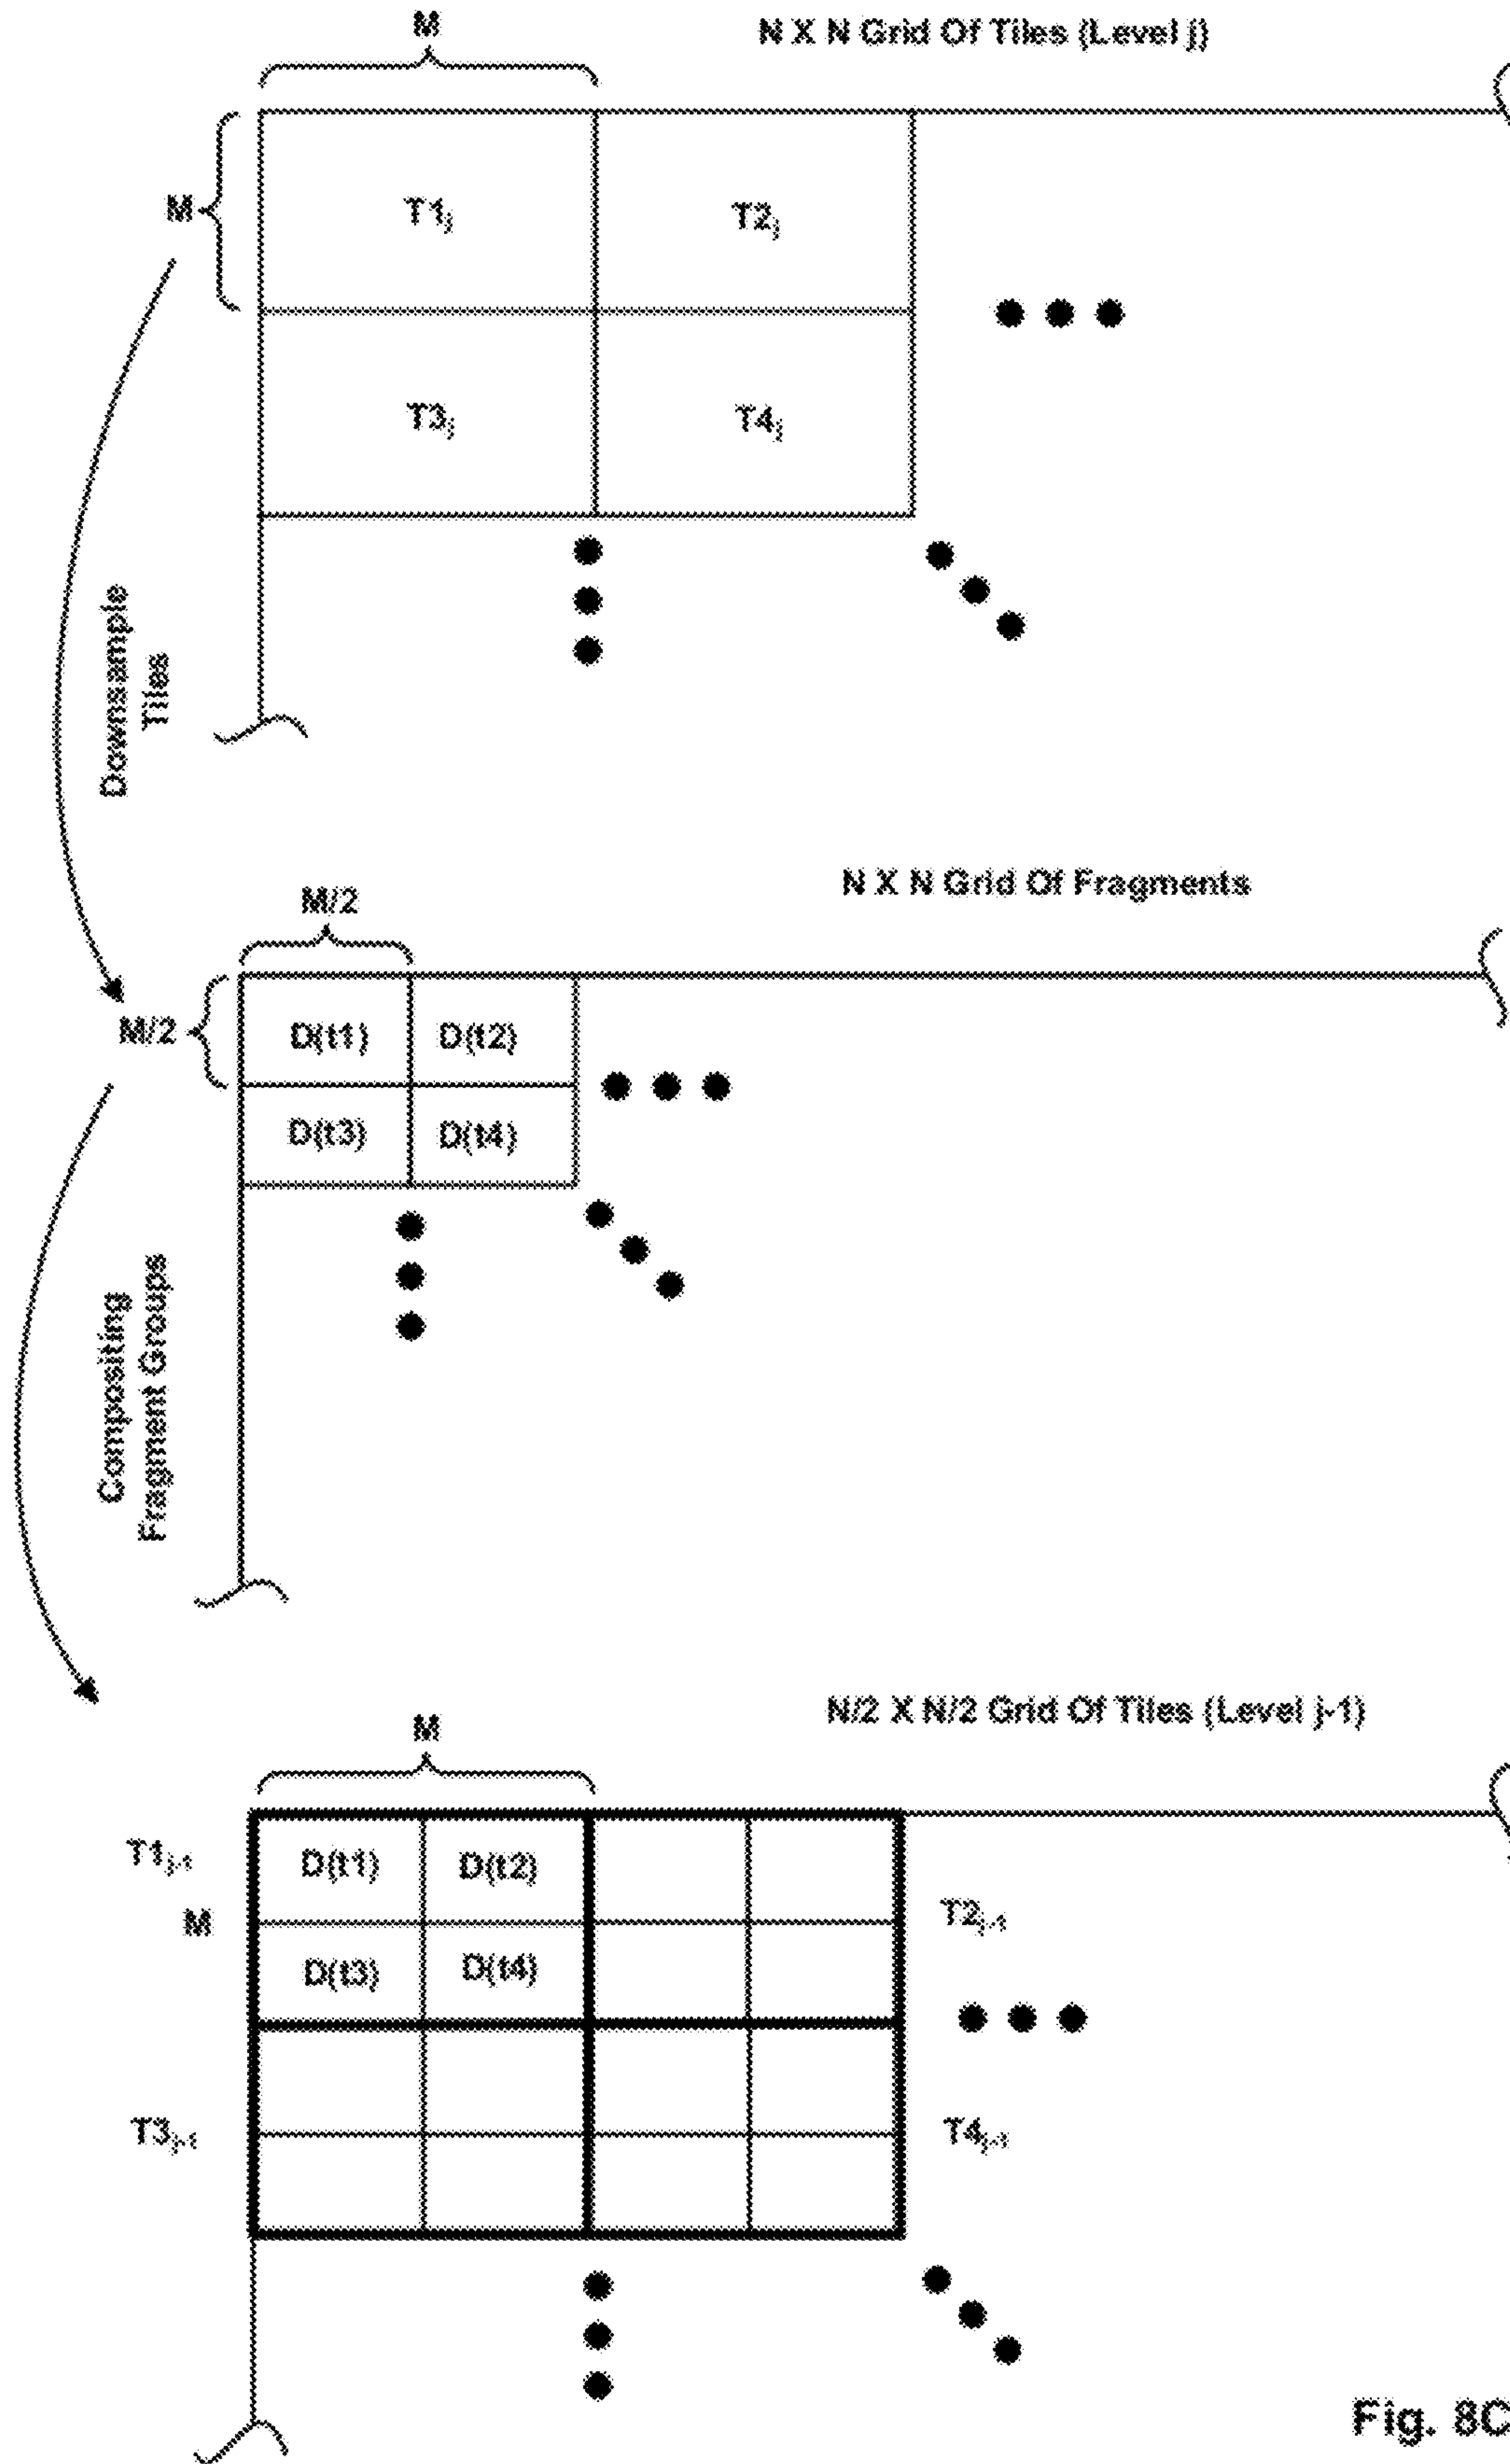 M
N X N Grid Of Tiles (Level j)
M
T1j
T2j
T3j
T4j
Downsample
Tiles
N X N Grid Of Fragments
M/2
M/2
D(t1)
D(t2)
D(t3)
D(t4)
Compositing
Fragment Groups
N/2 X N/2 Grid Of Tiles (Level j-1)
M
T1j-1
D(t1)
D(t2)
M
T2j-1
D(t3)
D(t4)
T3j-1
T4j-1
Fig. 8C